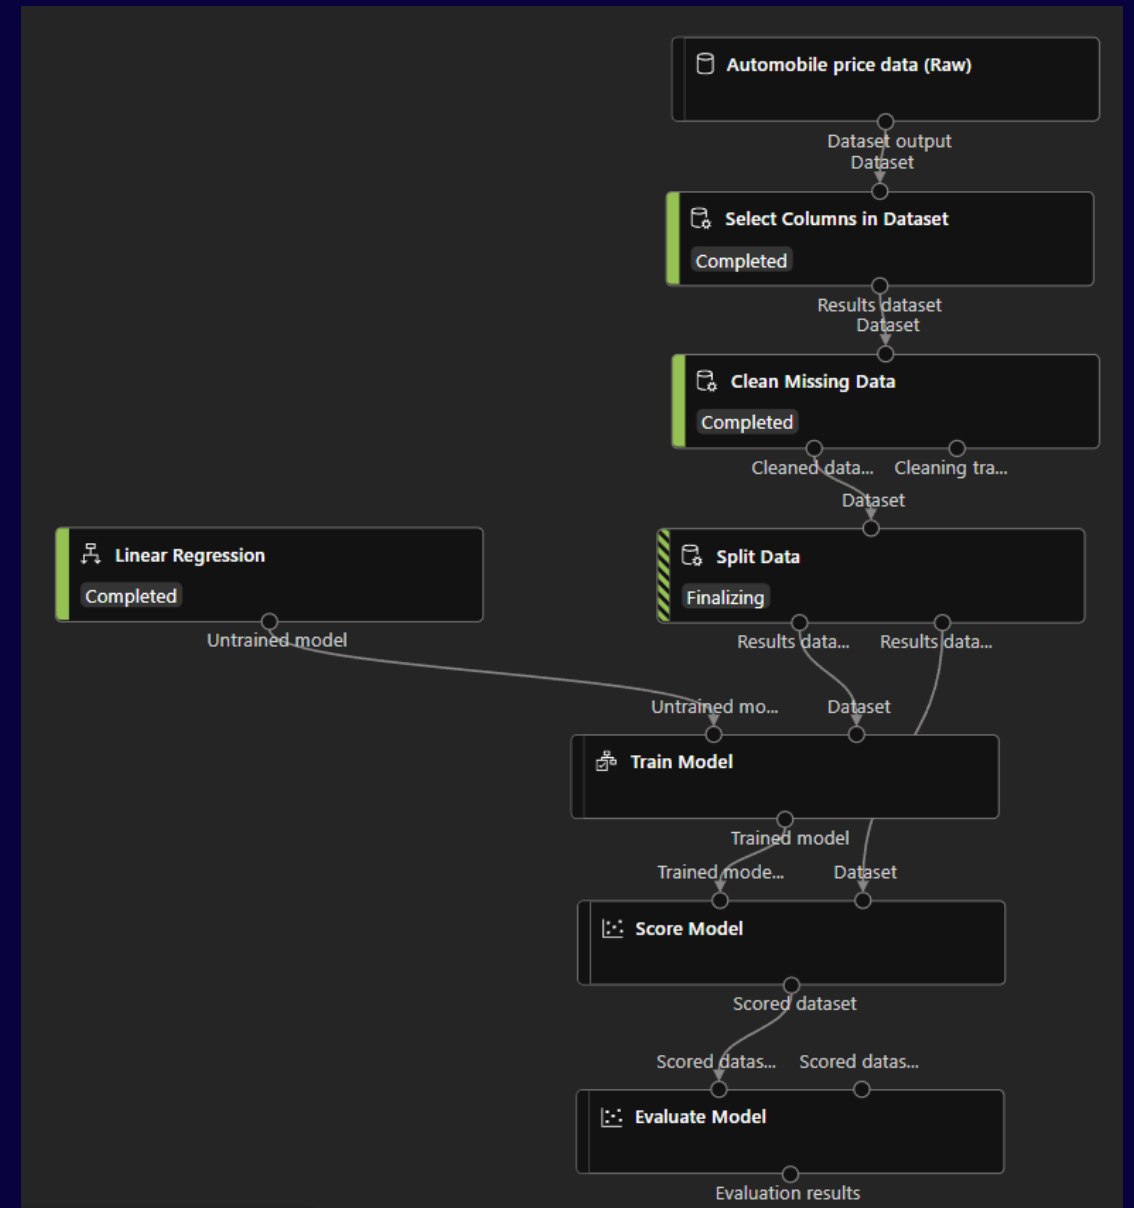 Automobile price data (Raw)
Dataset output
Dataset
Select Columns in Dataset
Completed
Results dataset
Dataset
Clean Missing Data
Completed
Cleaned data... Cleaning tra...
Dataset
Linear Regression
Completed
Untrained model
Split Data
Finalizing
Results data... Results data...
Untrained mo... Dataset
Train Model
Trained model
Trained mode... Dataset
Score Model
Scored dataset
Scored datas... Scored datas...
Evaluate Model
Evaluation results